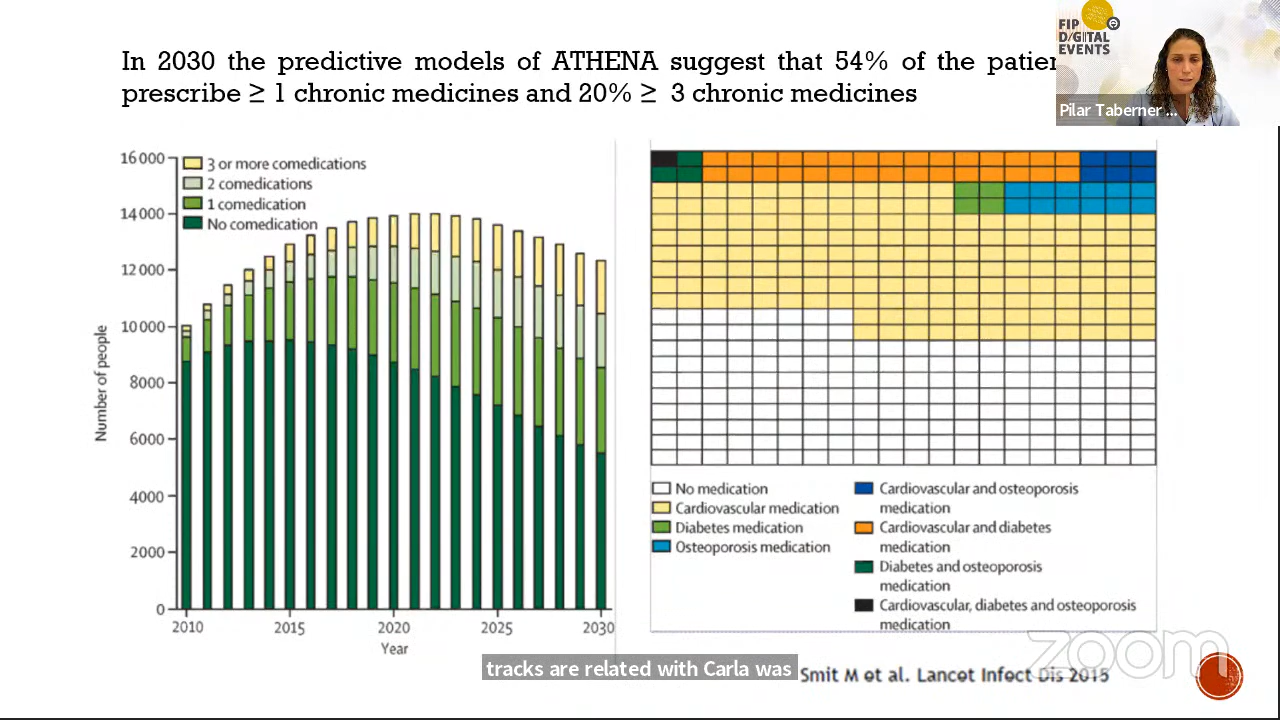 In 2030 the predictive models of ATHENA suggest that 54% of the patien
prescribe ≥ 1 chronic medicines and 20% ≥ 3 chronic medicines
FIP
DIGITAL
EVENTS
Pilar Taberner ...
16 000
14 000
12 000
10 000
8000
6000
4000
2000
0
Number of people
3 or more comedications
2 comedications
1 comedication
No comedication
2010
2015
2020
2025
2030
Year
No medication
Cardiovascular medication
Diabetes medication
Osteoporosis medication
Cardiovascular and osteoporosis
medication
Cardiovascular and diabetes
medication
Diabetes and osteoporosis
medication
Cardiovascular, diabetes and osteoporosis
medication
zoom
tracks are related with Carla was
Smit M et al. Lancet Infect Dis 2015